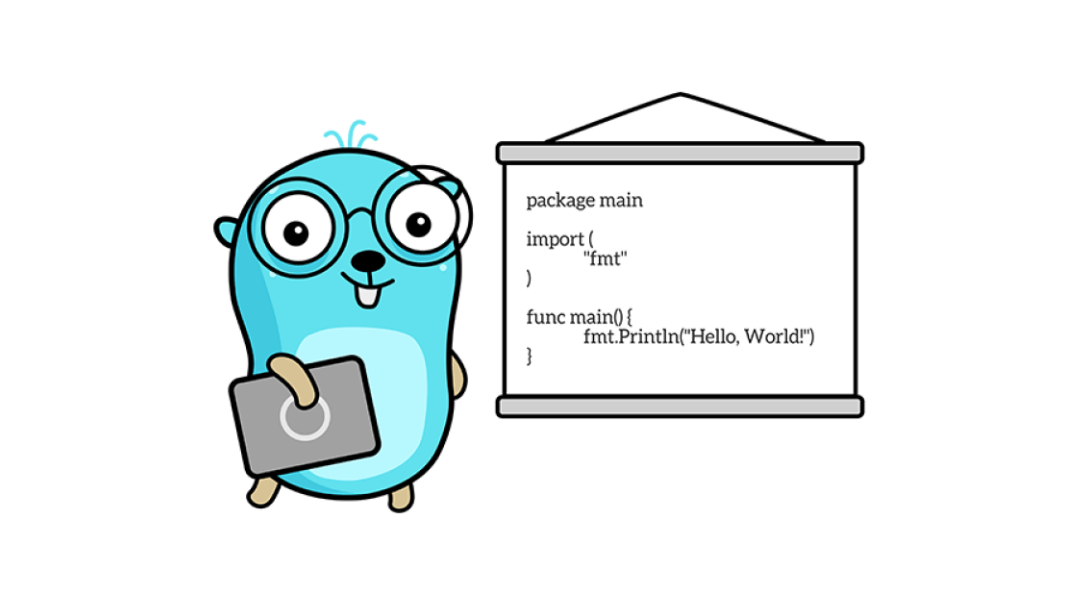 package main
import (
"fmt"
)
func main() {
fmt.Println("Hello, World!")
}